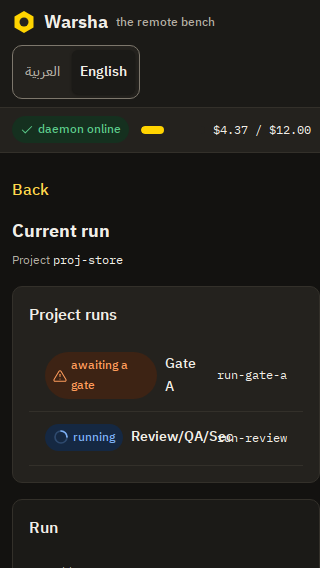 Warsha the remote bench
العربية English
daemon online $4.37 / $12.00
Back
Current run
Project proj-store
Project runs
awaiting a gate Gate A run-gate-a
running Review/QA/Sec run-review
Run